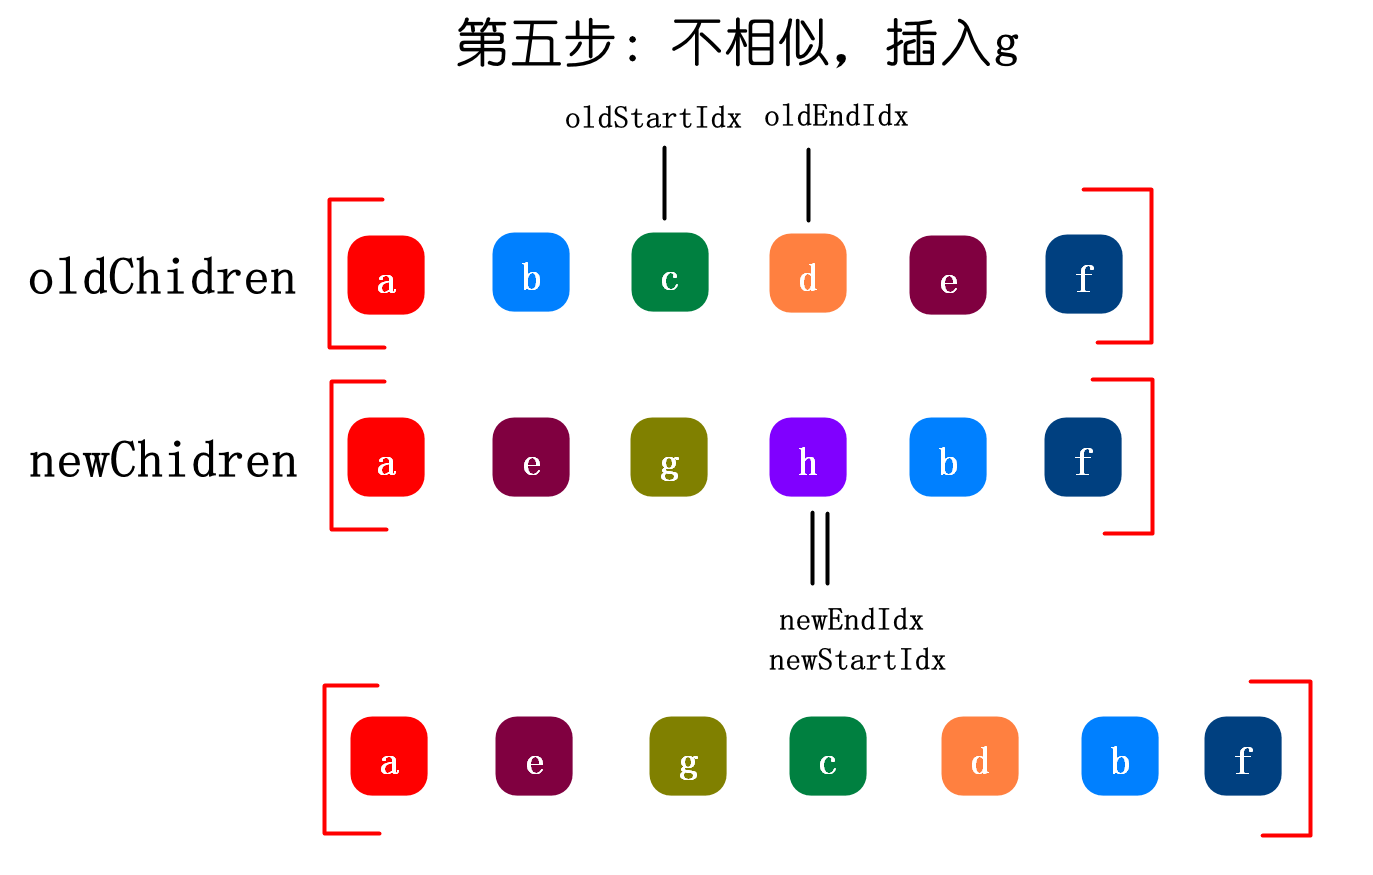 第五步：不相似，插入g
oldStartIdx oldEndIdx
oldChidren a b c d e f
newChidren a e g h b f
newEndIdx
newStartIdx
a e g c d b f